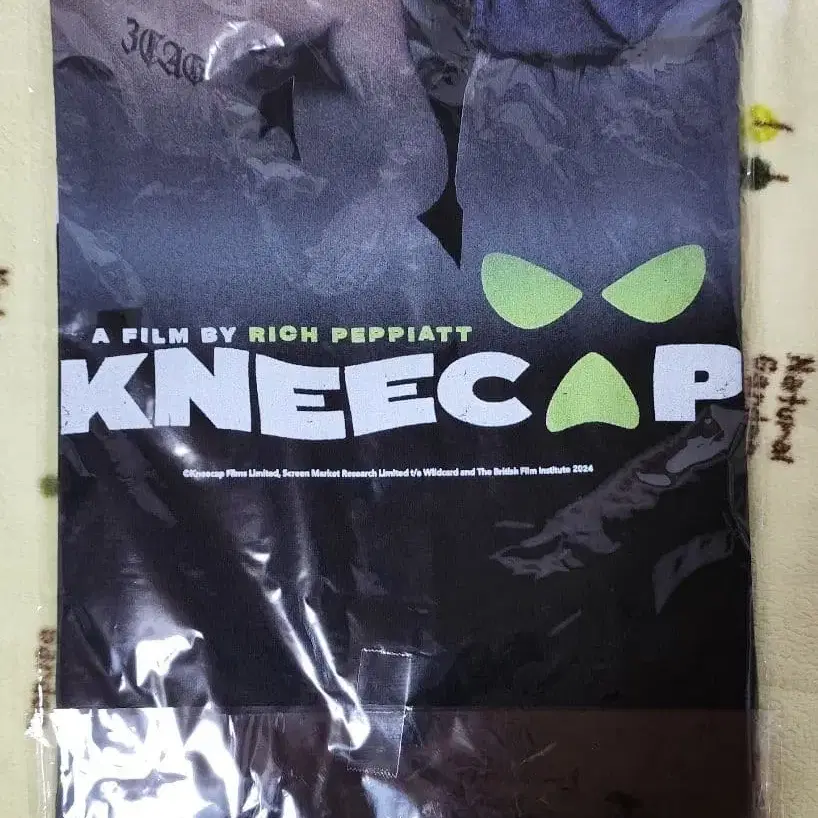 3CAG
A FILM BY RICH PEPPIATT
KNEECAP
©Kneecap Films Limited, Screen Market Research Limited t/a Wildcard and The British Film Institute 2024
Natural